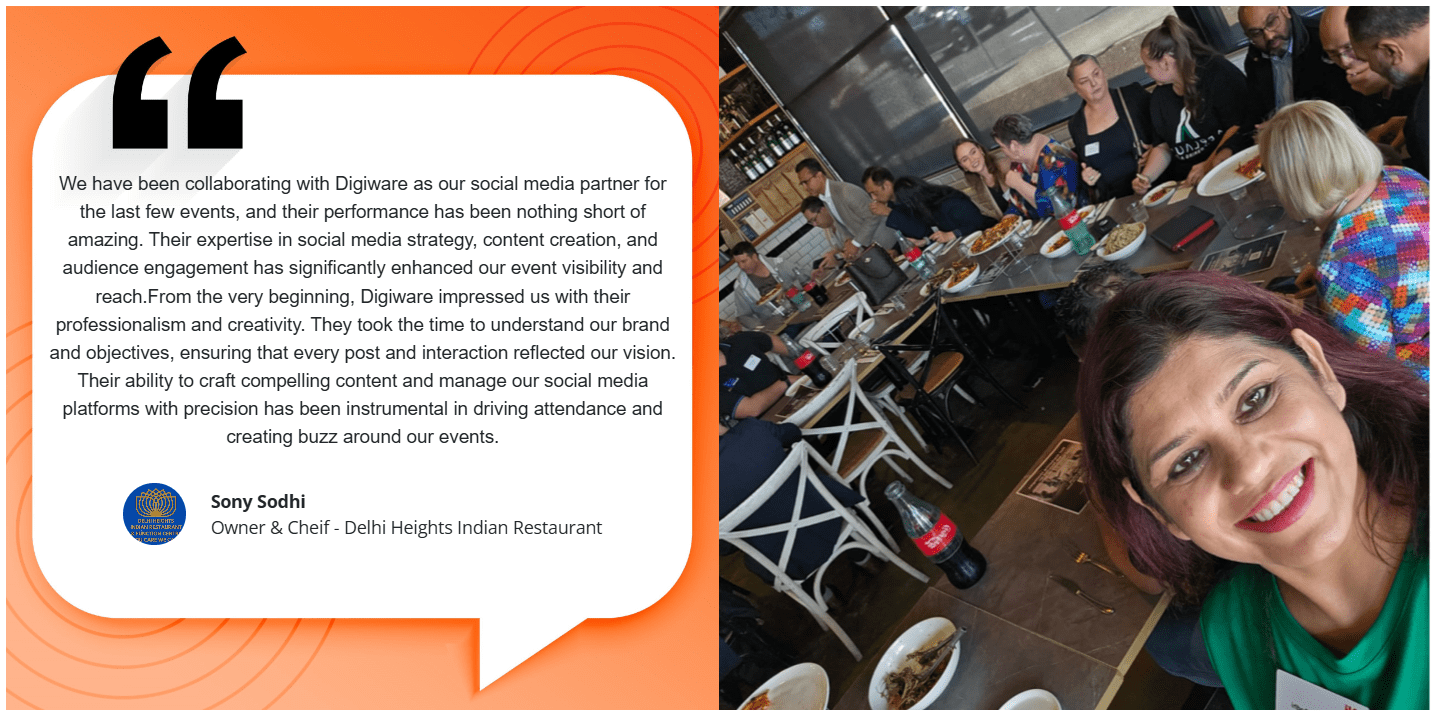 We have been collaborating with Digiware as our social media partner for
the last few events, and their performance has been nothing short of
amazing. Their expertise in social media strategy, content creation, and
audience engagement has significantly enhanced our event visibility and
reach.From the very beginning, Digiware impressed us with their
professionalism and creativity. They took the time to understand our brand
and objectives, ensuring that every post and interaction reflected our vision.
Their ability to craft compelling content and manage our social media
platforms with precision has been instrumental in driving attendance and
creating buzz around our events.
DELHI HEIGHTS
INDIAN RESTAURANT
Sony Sodhi
Owner & Cheif - Delhi Heights Indian Restaurant